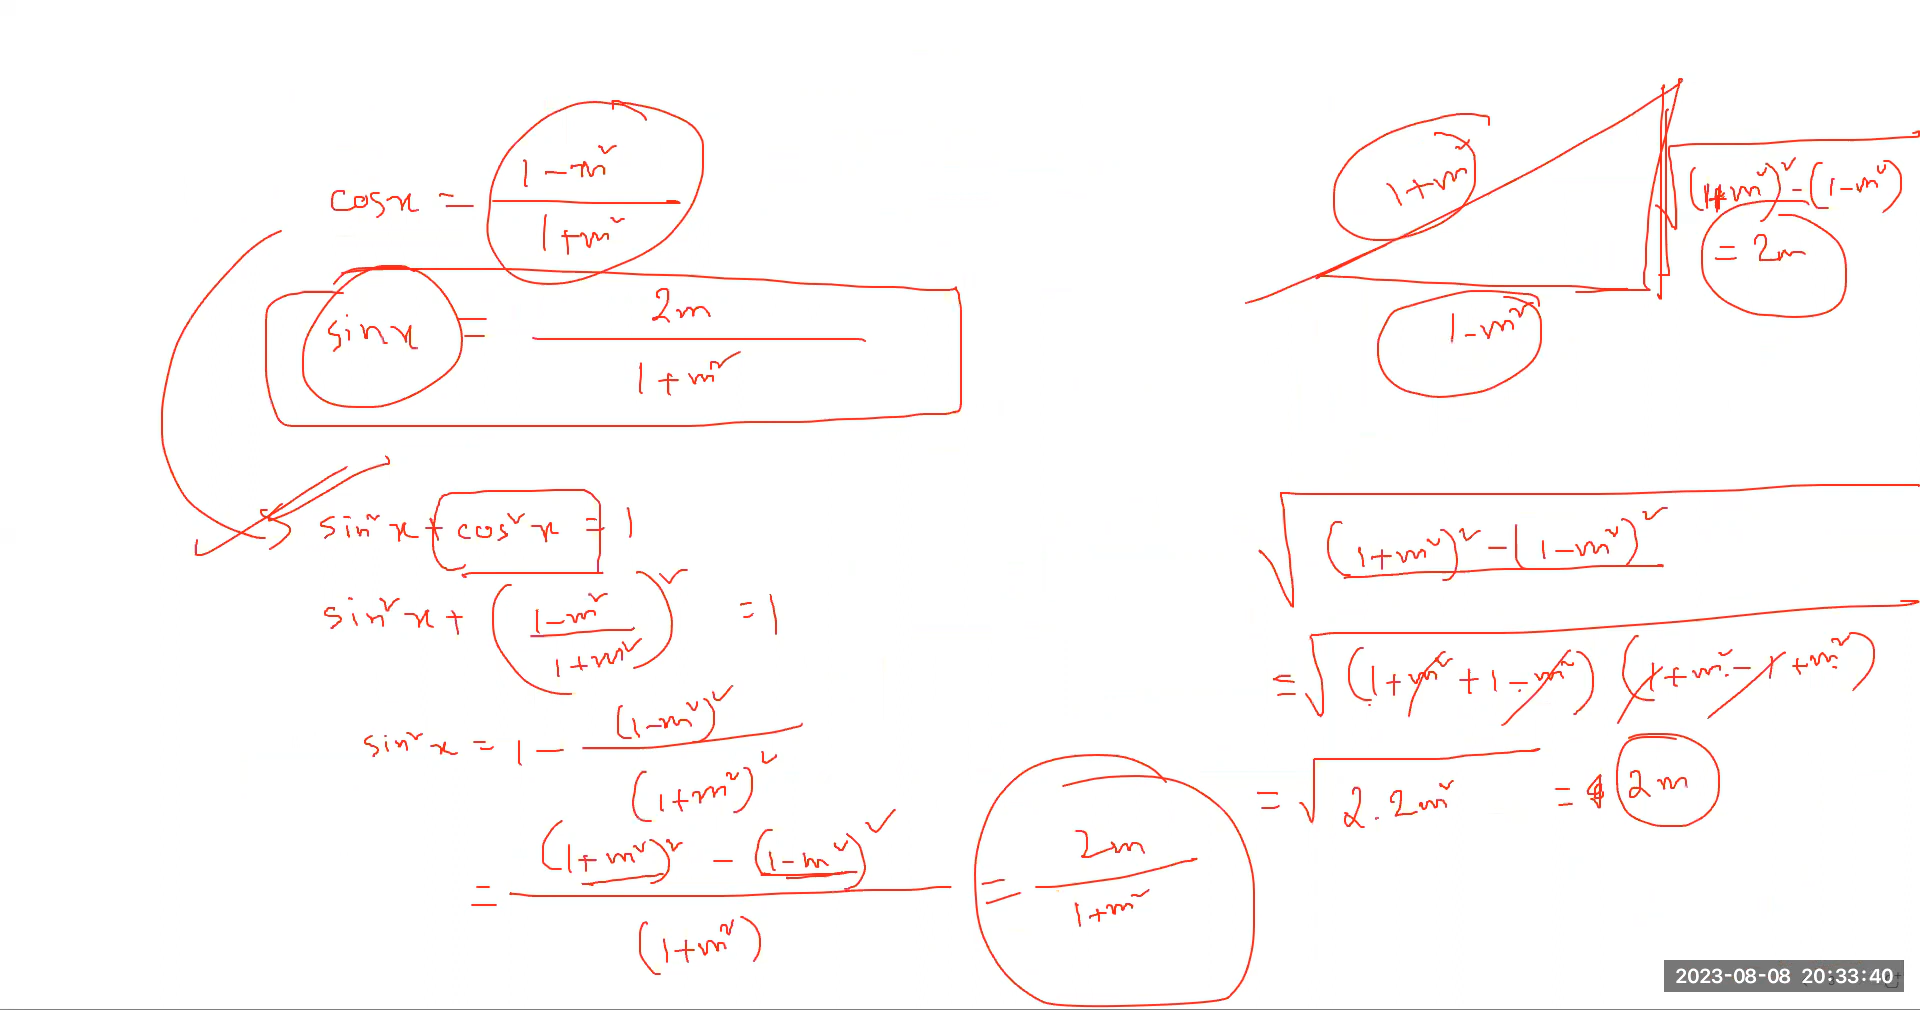 cosx = (1-m²)/(1+m²)
sinx = 2m/(1+m²)
sin²x + cos²x = 1
sin²x + ((1-m²)/(1+m²))² = 1
sin²x = 1 - (1-m²)²/(1+m²)²
= ((1+m²)² - (1-m²)²)/(1+m²) = 2m/(1+m²)
1+m²
√((1+m²)² - (1-m²))
= 2m
1-m²
√((1+m²)² - (1-m²)²)
= √((1+m²+1-m²)(1+m²-1+m²))
= √(2.2m²) = 2m
2023-08-08 20:33:40